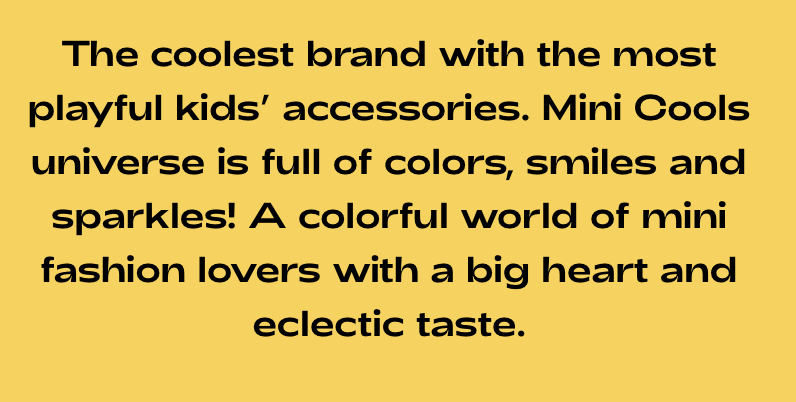 The coolest brand with the most
playful kids’ accessories. Mini Cools
universe is full of colors, smiles and
sparkles! A colorful world of mini
fashion lovers with a big heart and
eclectic taste.